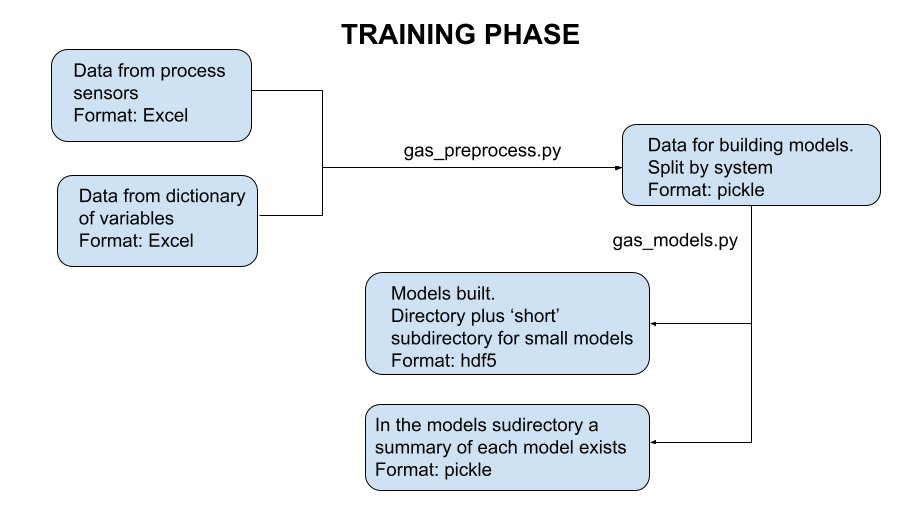 TRAINING PHASE
Data from process
sensors
Format: Excel
Data from dictionary
of variables
Format: Excel
gas_preprocess.py
Data for building models.
Split by system
Format: pickle
gas_models.py
Models built.
Directory plus ‘short’
subdirectory for small models
Format: hdf5
In the models sudirectory a
summary of each model exists
Format: pickle